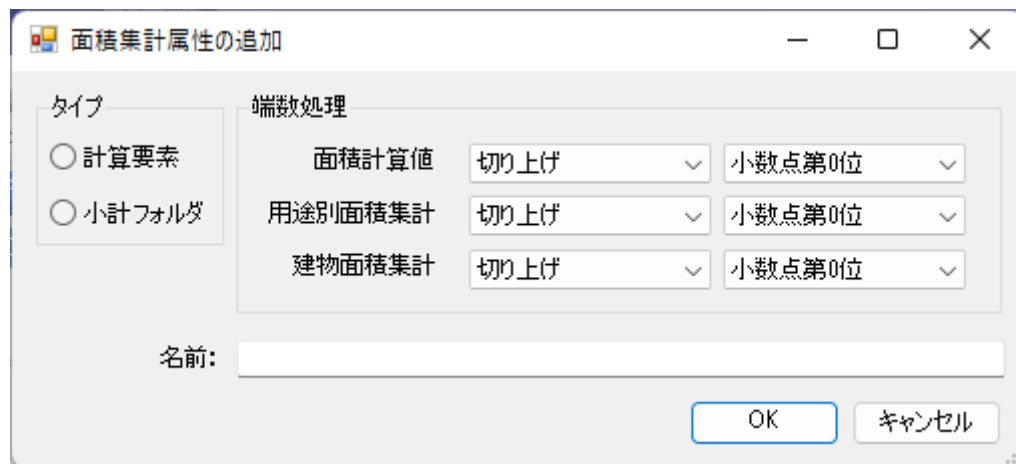 面積集計属性の追加
タイプ
計算要素
小計フォルダ
端数処理
面積計算値 切り上げ 小数点第0位
用途別面積集計 切り上げ 小数点第0位
建物面積集計 切り上げ 小数点第0位
名前:
OK キャンセル